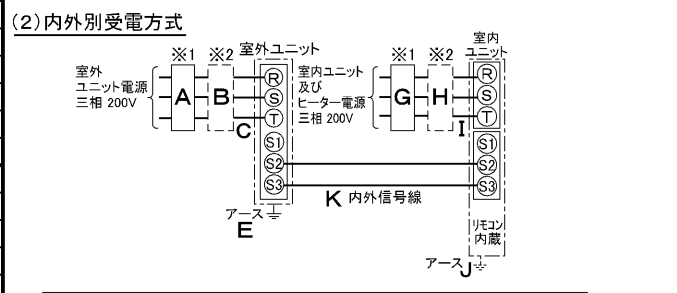 (2)内外別受電方式
※1 ※2 室外ユニット
室外
ユニット電源
三相 200V
A B C
R
S
T
S1
S2
S3
アース
E
※1 ※2
室内
ユニット
室内ユニット
及び
ヒーター電源
三相 200V
G H I
R
S
T
S1
S2
S3
K 内外信号線
リモコン
内蔵
アース J